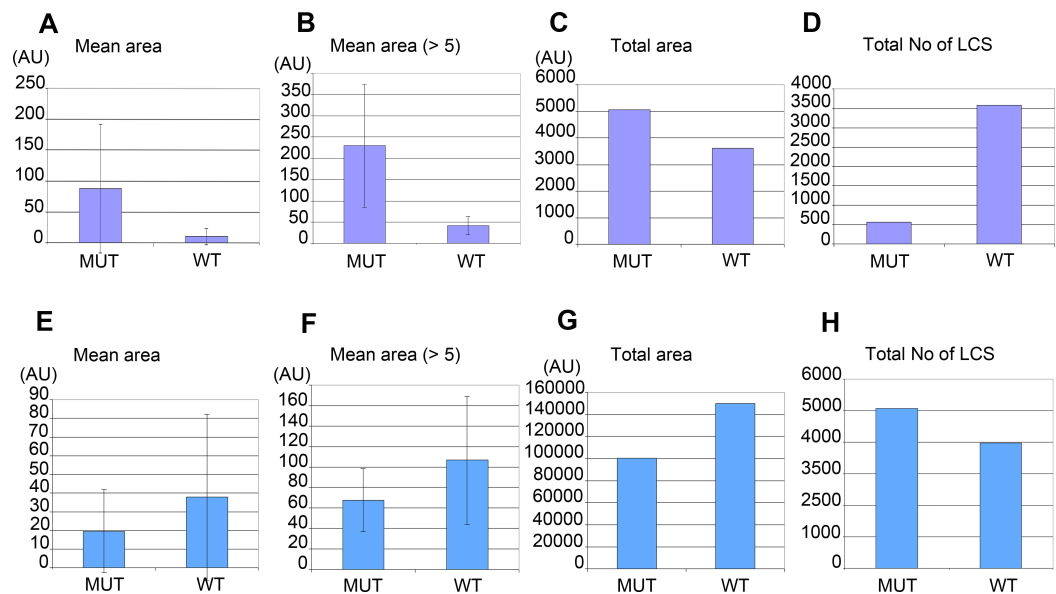 A
Mean area
(AU)
250
200
150
100
50
0
MUT WT
B
Mean area (> 5)
(AU)
350
300
250
200
150
100
50
0
MUT WT
C
Total area
(AU)
6000
5000
4000
3000
2000
1000
0
MUT WT
D
Total No of LCS
4000
3500
3000
2500
2000
1500
1000
500
0
MUT WT
E
Mean area
(AU)
90
80
70
60
50
40
30
20
10
0
MUT WT
F
Mean area (> 5)
(AU)
160
140
120
100
80
60
40
20
0
MUT WT
G
Total area
(AU)
160000
140000
120000
100000
80000
60000
40000
20000
0
MUT WT
H
Total No of LCS
6000
5000
4000
3500
2500
1000
0
MUT WT